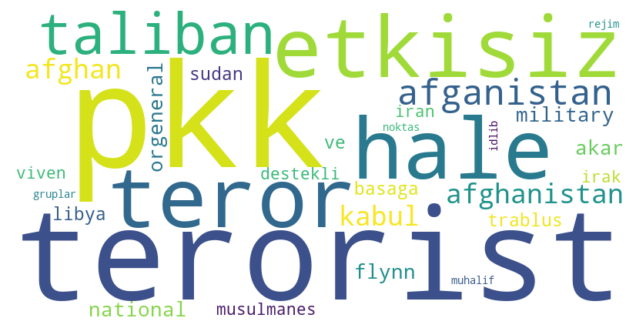 taliban
etkisiz
rejim
afghan
orgeneral
sudan
pkk
afganistan
iran
military
noktas
idlib
hale
akar
ve
viven
destekli
teror
irak
gruplar
basaga
afghanistan
libya
kabul
trablus
terorist
flynn
muhalif
national
musulmanes